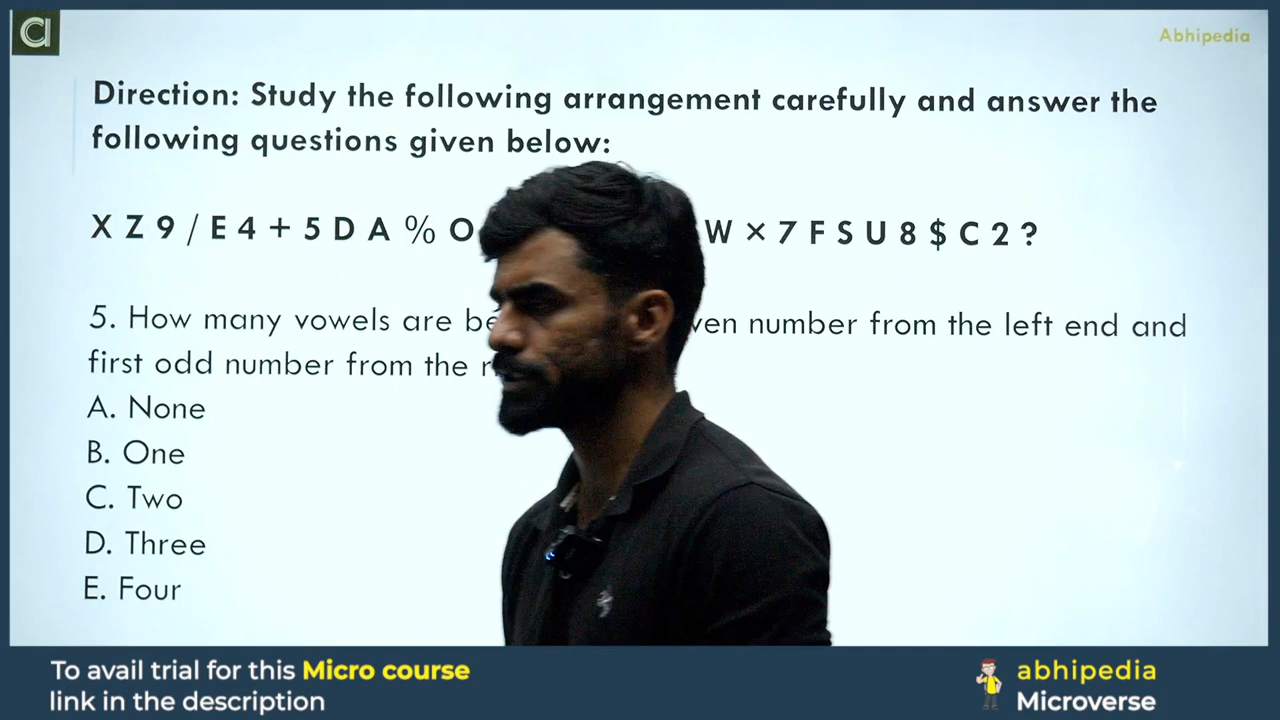 Abhipedia
Direction: Study the following arrangement carefully and answer the
following questions given below:
X Z 9 / E 4 + 5 D A % O W × 7 F S U 8 $ C 2 ?
5. How many vowels are number from the left end and
first odd number from the
A. None
B. One
C. Two
D. Three
E. Four
To avail trial for this Micro course
link in the description
abhipedia
Microverse